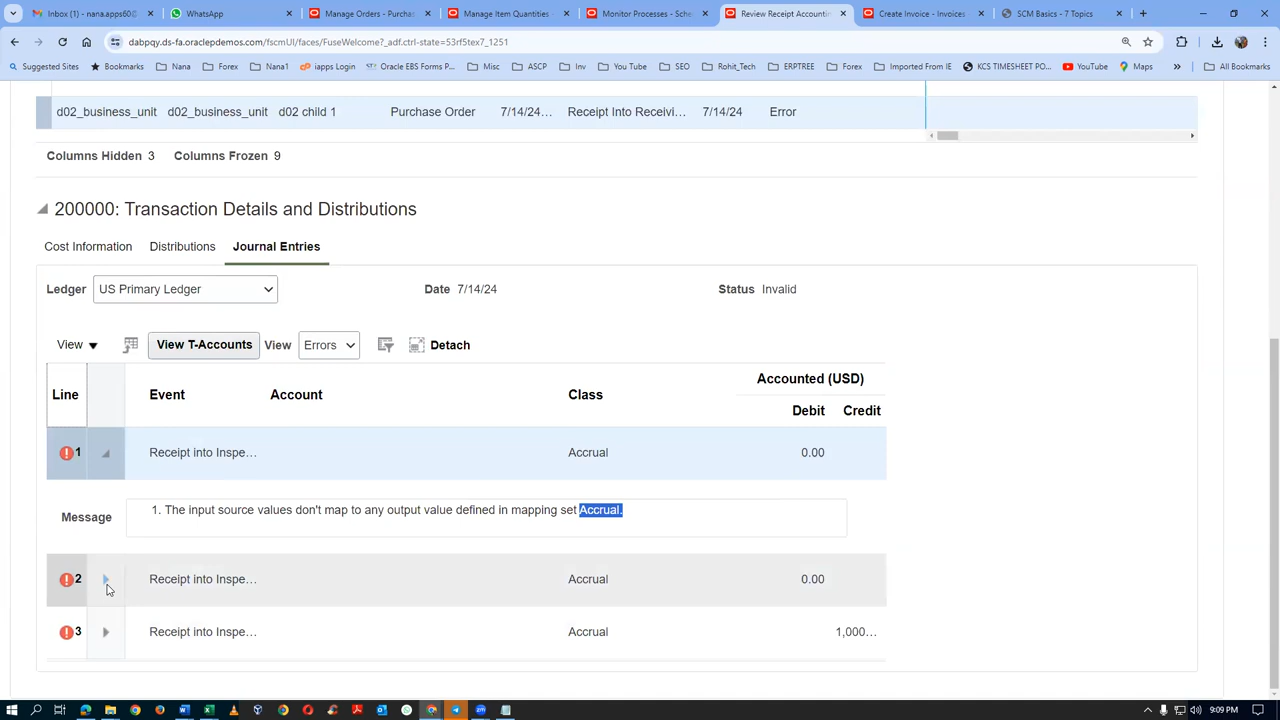 nana.apps60@
WhatsApp
Manage Orders - Purcha
Manage Item Quantities -
Monitor Processes - Sche
Review Receipt Accountin
Create Invoice - Invoices
SCM Basics - 7 Topics
dabpqy.ds-fa.oraclepdemos.com/fscmUI/faces/FuseWelcome?_adf.ctrl-state=53rf5tex7_1251
Suggested Sites Bookmarks Nana Forex Nana1 iapps Login Oracle EBS Forms P... Misc ASCP Inv You Tube SEO Rohit_Tech ERPTREE Forex Imported From IE KCS TIMESHEET PO... YouTube Maps » All Bookmarks
d02_business_unit d02_business_unit d02 child 1 Purchase Order 7/14/24... Receipt Into Receivi... 7/14/24 Error
Columns Hidden 3 Columns Frozen 9
200000: Transaction Details and Distributions
Cost Information Distributions Journal Entries
Ledger US Primary Ledger Date 7/14/24 Status Invalid
View View T-Accounts View Errors Detach
Accounted (USD)
Line Event Account Class
Debit Credit
1 Receipt into Inspe... Accrual 0.00
Message 1. The input source values don't map to any output value defined in mapping set Accrual.
2 Receipt into Inspe... Accrual 0.00
3 Receipt into Inspe... Accrual 1,000...
9:09 PM